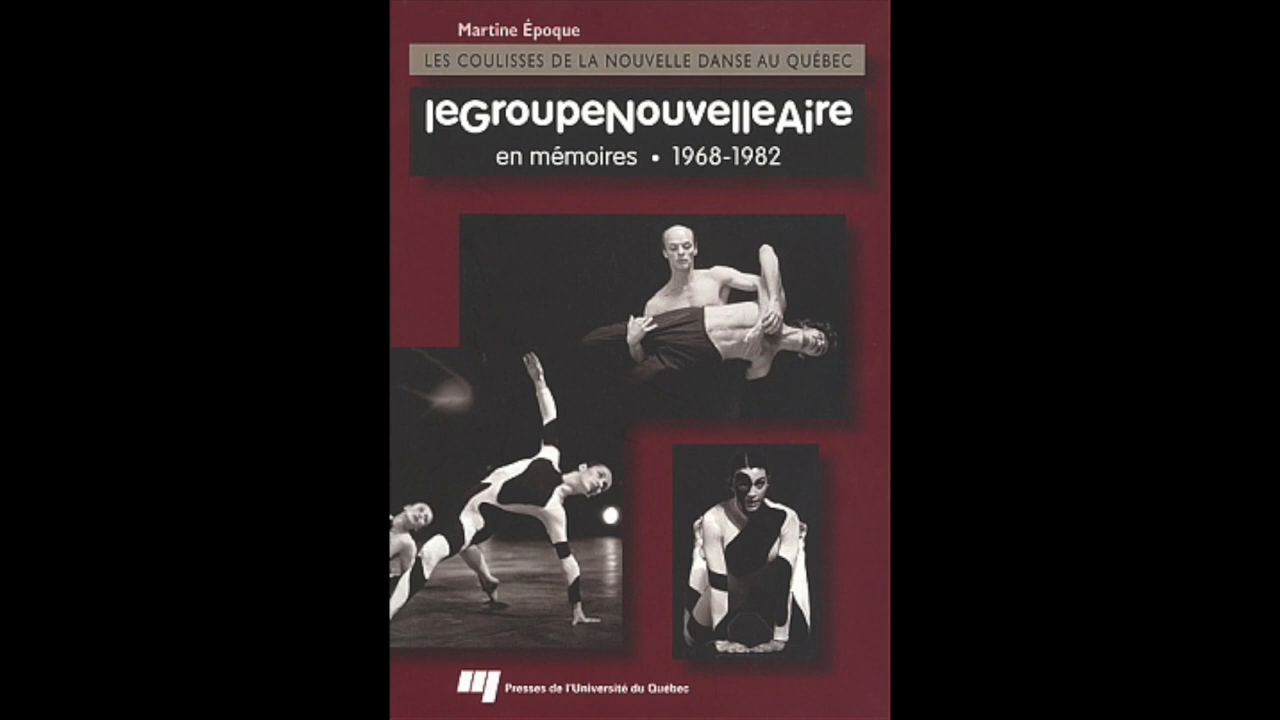 Martine Époque
LES COULISSES DE LA NOUVELLE DANSE AU QUÉBEC
leGroupeNouvelleAire
en mémoires • 1968-1982
Presses de l'Université du Québec